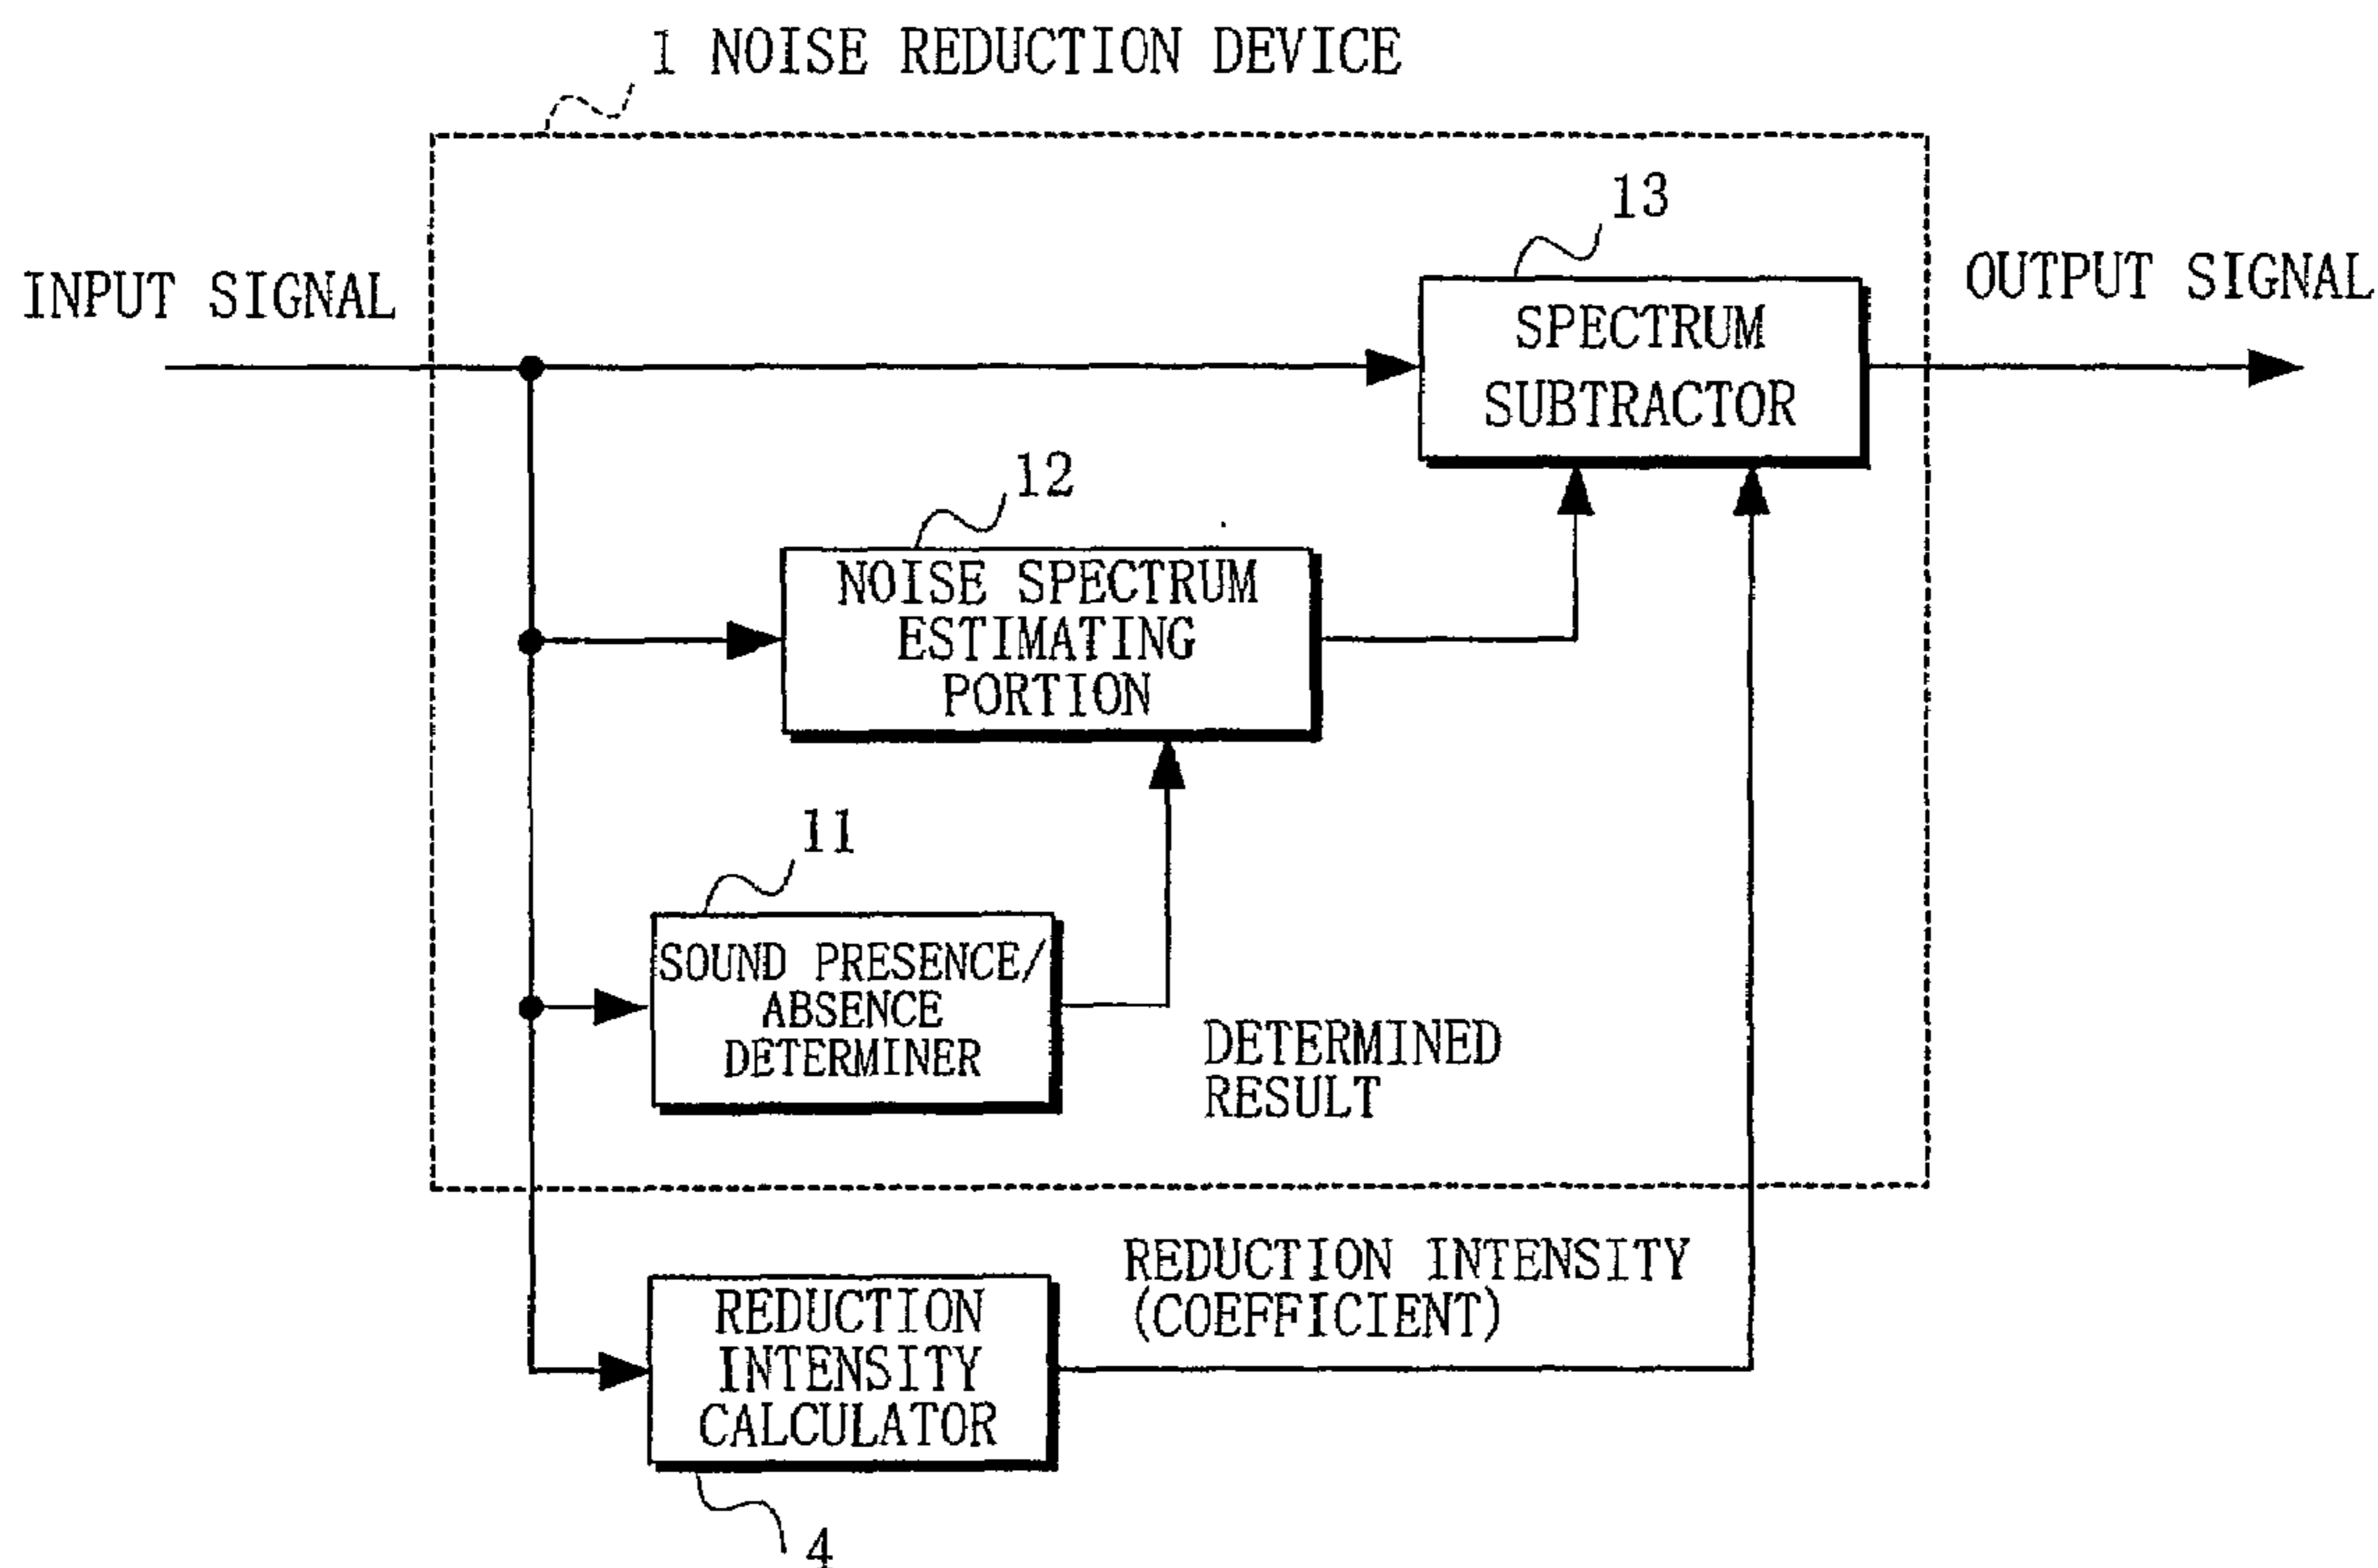 1 NOISE REDUCTION DEVICE
13
INPUT SIGNAL
OUTPUT SIGNAL
SPECTRUM
SUBTRACTOR
12
NOISE SPECTRUM
ESTIMATING
PORTION
11
SOUND PRESENCE/
ABSENCE
DETERMINER
DETERMINED
RESULT
REDUCTION INTENSITY
(COEFFICIENT)
REDUCTION
INTENSITY
CALCULATOR
4